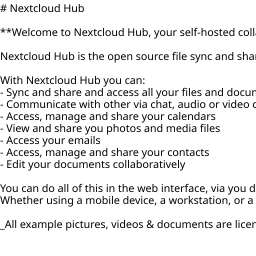 # Nextcloud Hub
**Welcome to Nextcloud Hub, your self-hosted coll
Nextcloud Hub is the open source file sync and shar
With Nextcloud Hub you can:
- Sync and share and access all your files and docum
- Communicate with other via chat, audio or video c
- Access, manage and share your calendars
- View and share you photos and media files
- Access your emails
- Access, manage and share your contacts
- Edit your documents collaboratively
You can do all of this in the web interface, via you d
Whether using a mobile device, a workstation, or a
_All example pictures, videos & documents are licen